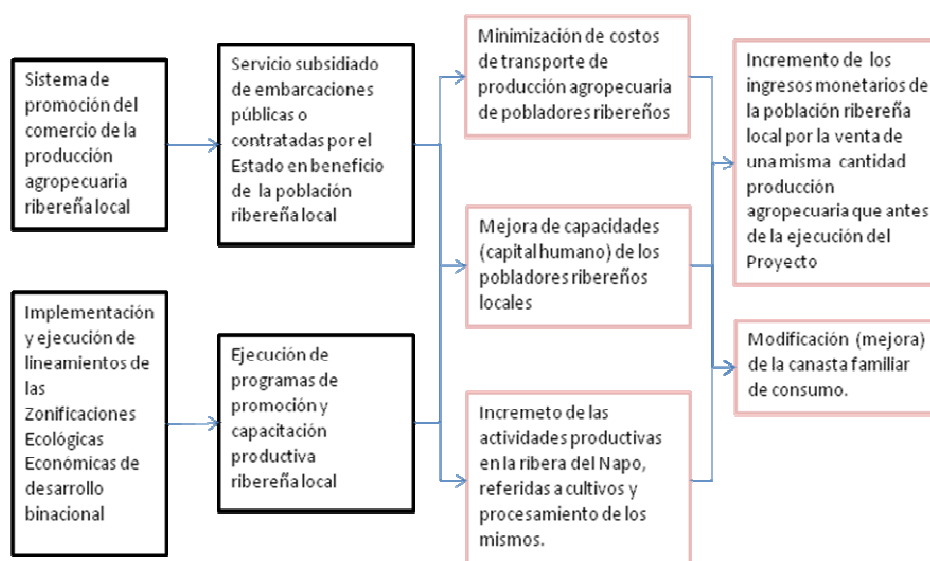 Sistema de
promoción del
comercio de la
producción
agropecuaria
ribereña local
Servicio subsidiado
de embarcaciones
públicas o
contratadas por el
Estado en beneficio
de la población
ribereña local
Minimización de costos
de transporte de
producción agropecuaria
de pobladores ribereños
Incremento de los
ingresos monetarios de
la población ribereña
local por la venta de
una misma cantidad
producción
agropecuaria que antes
de la ejecución del
Proyecto
Mejora de capacidades
(capital humano) de los
pobladores ribereños
locales
Implementación
y ejecución de
lineamientos de
las
Zonificaciones
Ecológicas
Económicas de
desarrollo
binacional
Ejecución de
programas de
promoción y
capacitación
productiva
ribereña local
Incremeto de las
actividades productivas
en la ribera del Napo,
referidas a cultivos y
procesamiento de los
mismos.
Modificación (mejora)
de la canasta familiar
de consumo.